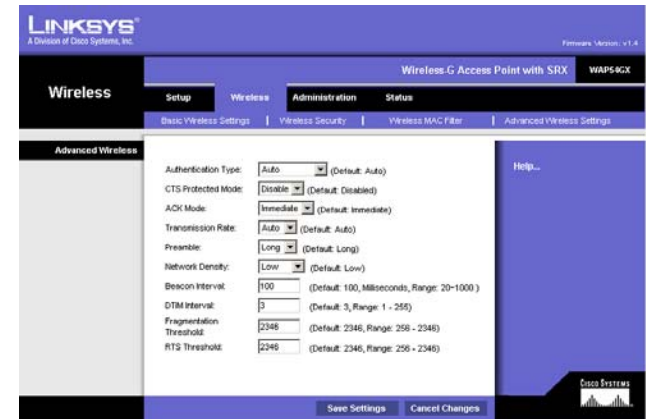 LINKSYS®
A Division of Cisco Systems, Inc.
Firmware Version: v1.4
Wireless-G Access Point with SRX WAP54GX
Wireless
Setup Wireless Administration Status
Basic Wireless Settings | Wireless Security | Wireless MAC Filter | Advanced Wireless Settings
Advanced Wireless
Help...
Authentication Type: Auto (Default: Auto)
CTS Protected Mode: Disable (Default: Disabled)
ACK Mode: Immediate (Default: Immediate)
Transmission Rate: Auto (Default: Auto)
Preamble: Long (Default: Long)
Network Density: Low (Default: Low)
Beacon Interval: 100 (Default: 100, Miliseconds, Range: 20~1000 )
DTIM Interval: 3 (Default: 3, Range: 1 - 255)
Fragmentation
Threshold: 2346 (Default: 2346, Range: 256 - 2346)
RTS Threshold: 2346 (Default: 2346, Range: 256 - 2346)
Save Settings Cancel Changes
CISCO SYSTEMS